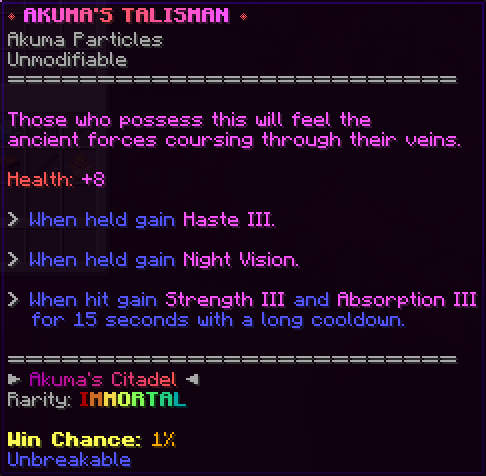 ◆ AKUMA'S TALISMAN ◆
Akuma Particles
Unmodifiable
============================
Those who possess this will feel the
ancient forces coursing through their veins.
Health: +8
> When held gain Haste III.
> When held gain Night Vision.
> When hit gain Strength III and Absorption III
for 15 seconds with a long cooldown.
============================
► Akuma's Citadel ◄
Rarity: IMMORTAL
Win Chance: 1%
Unbreakable